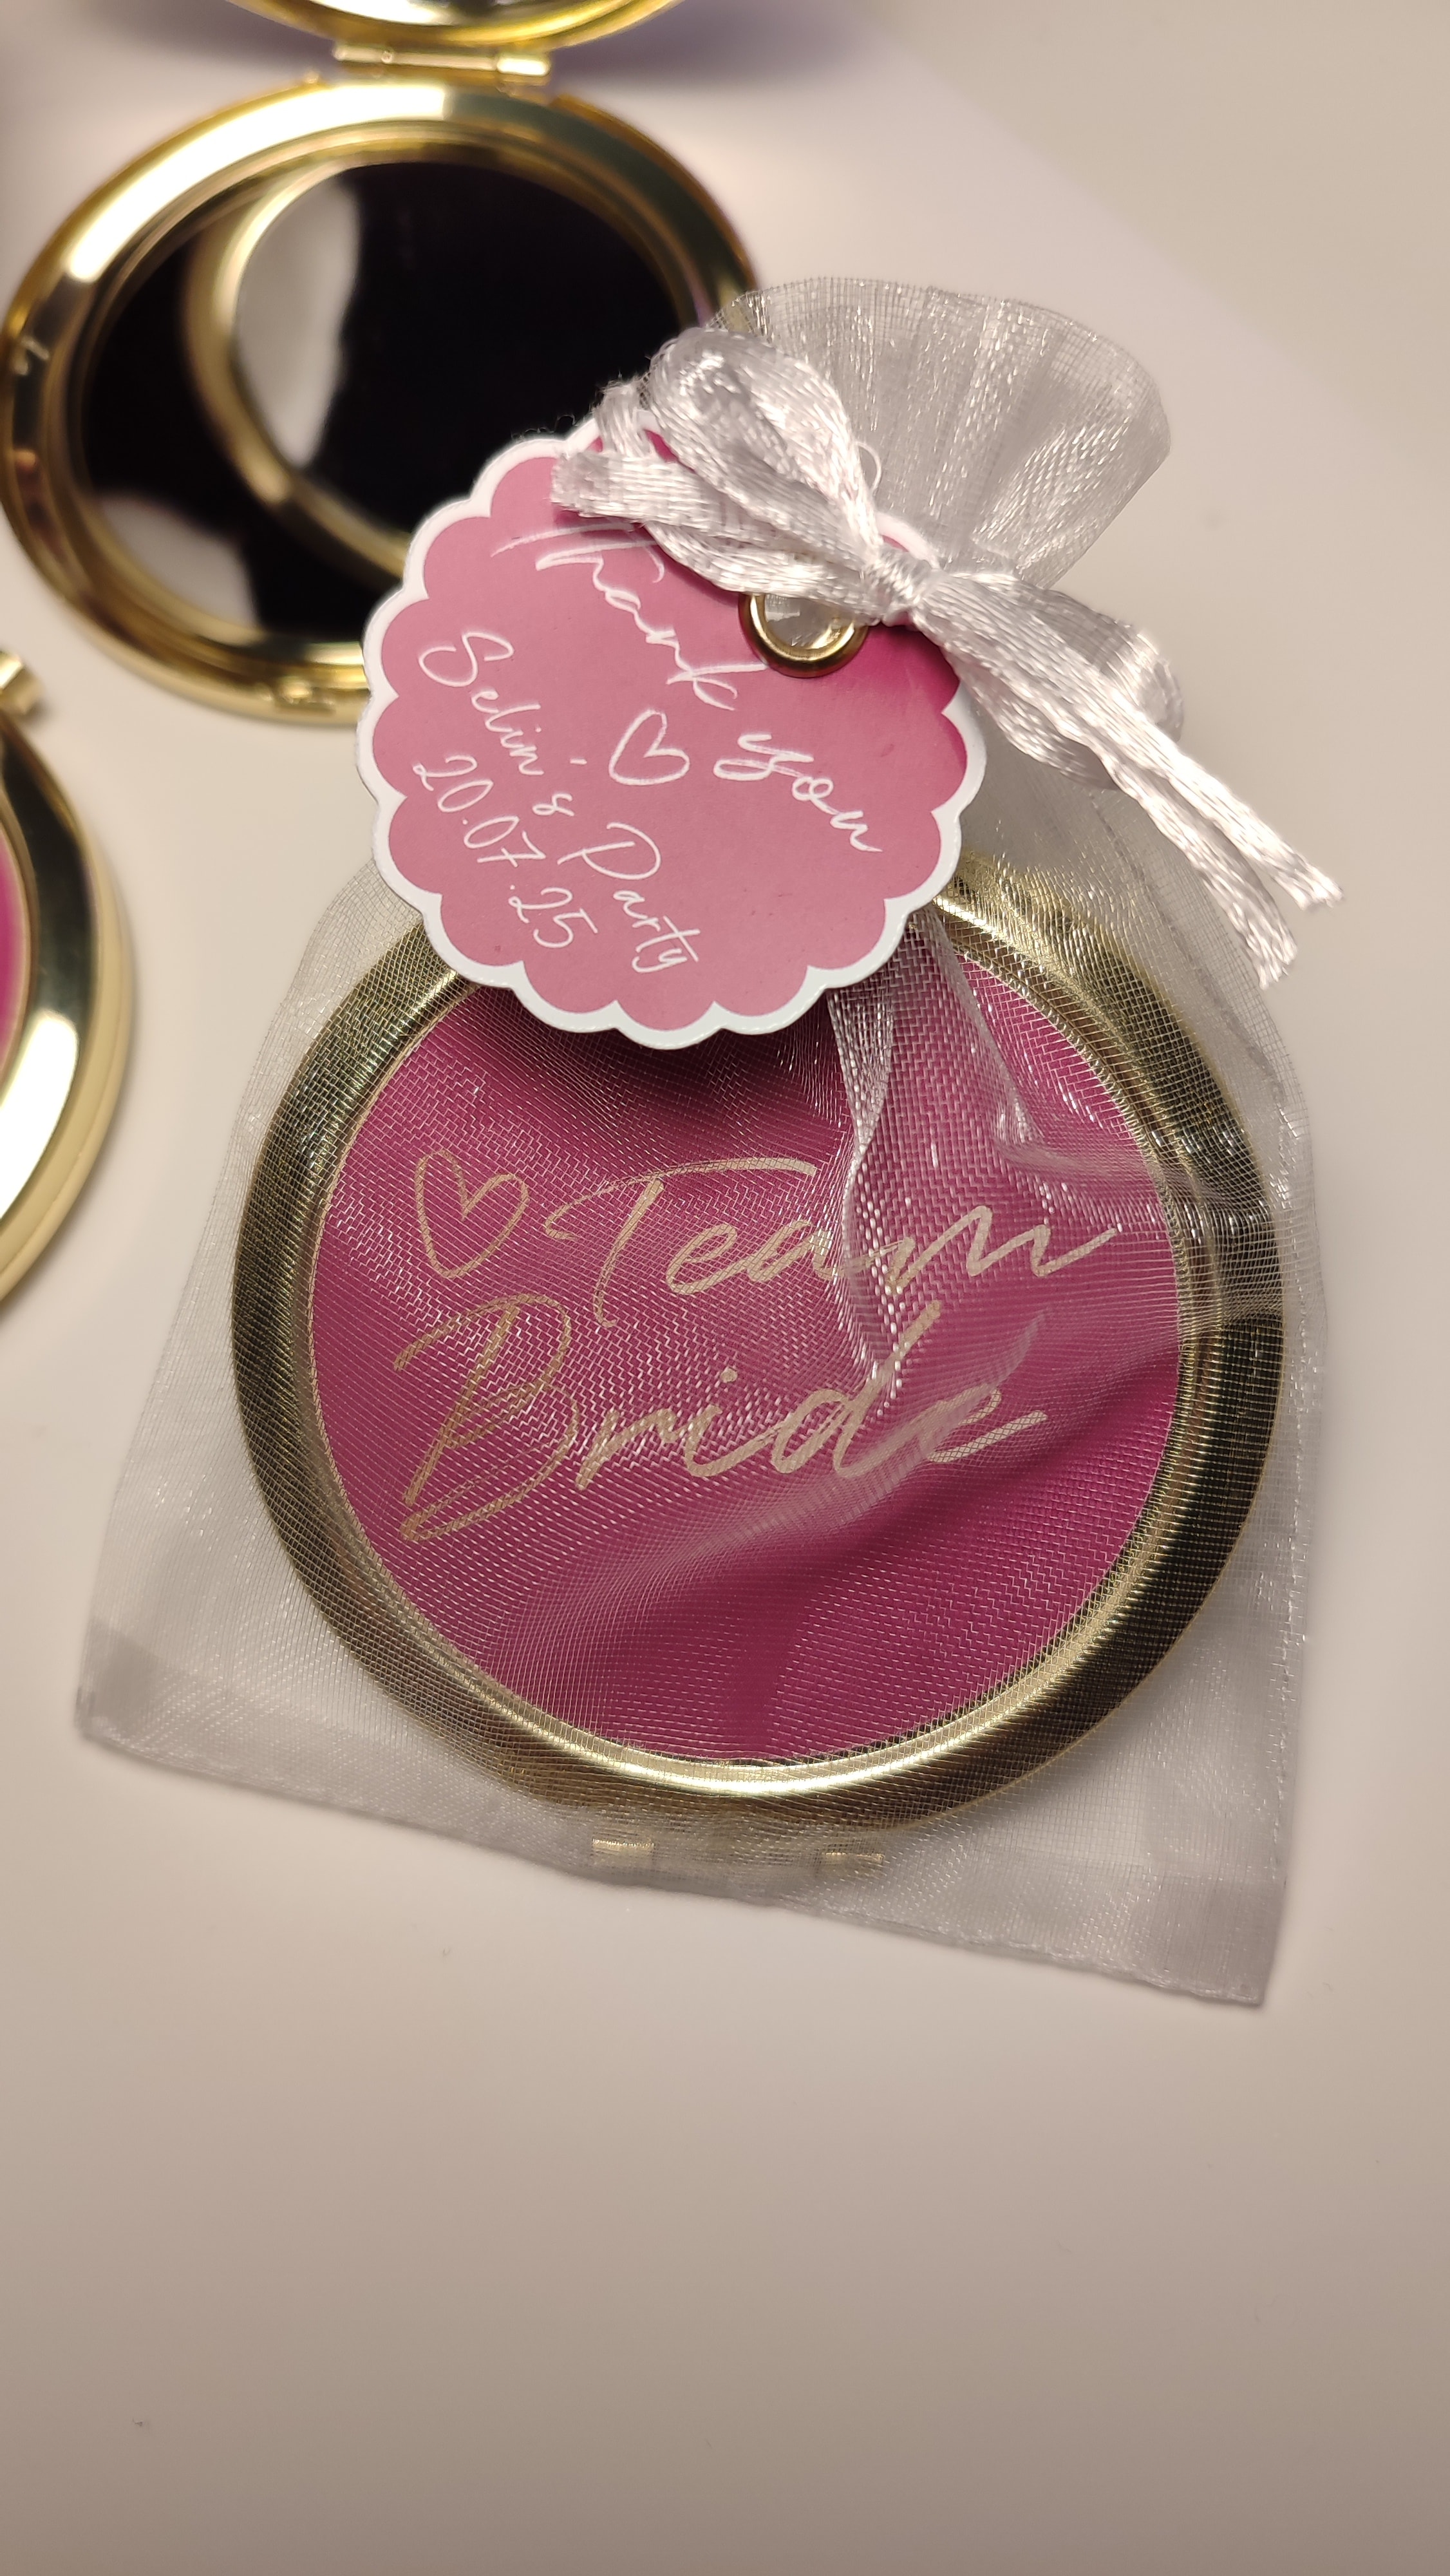 Thank you
♡
Selin's Party
20.07.25
♡ Team
Bride